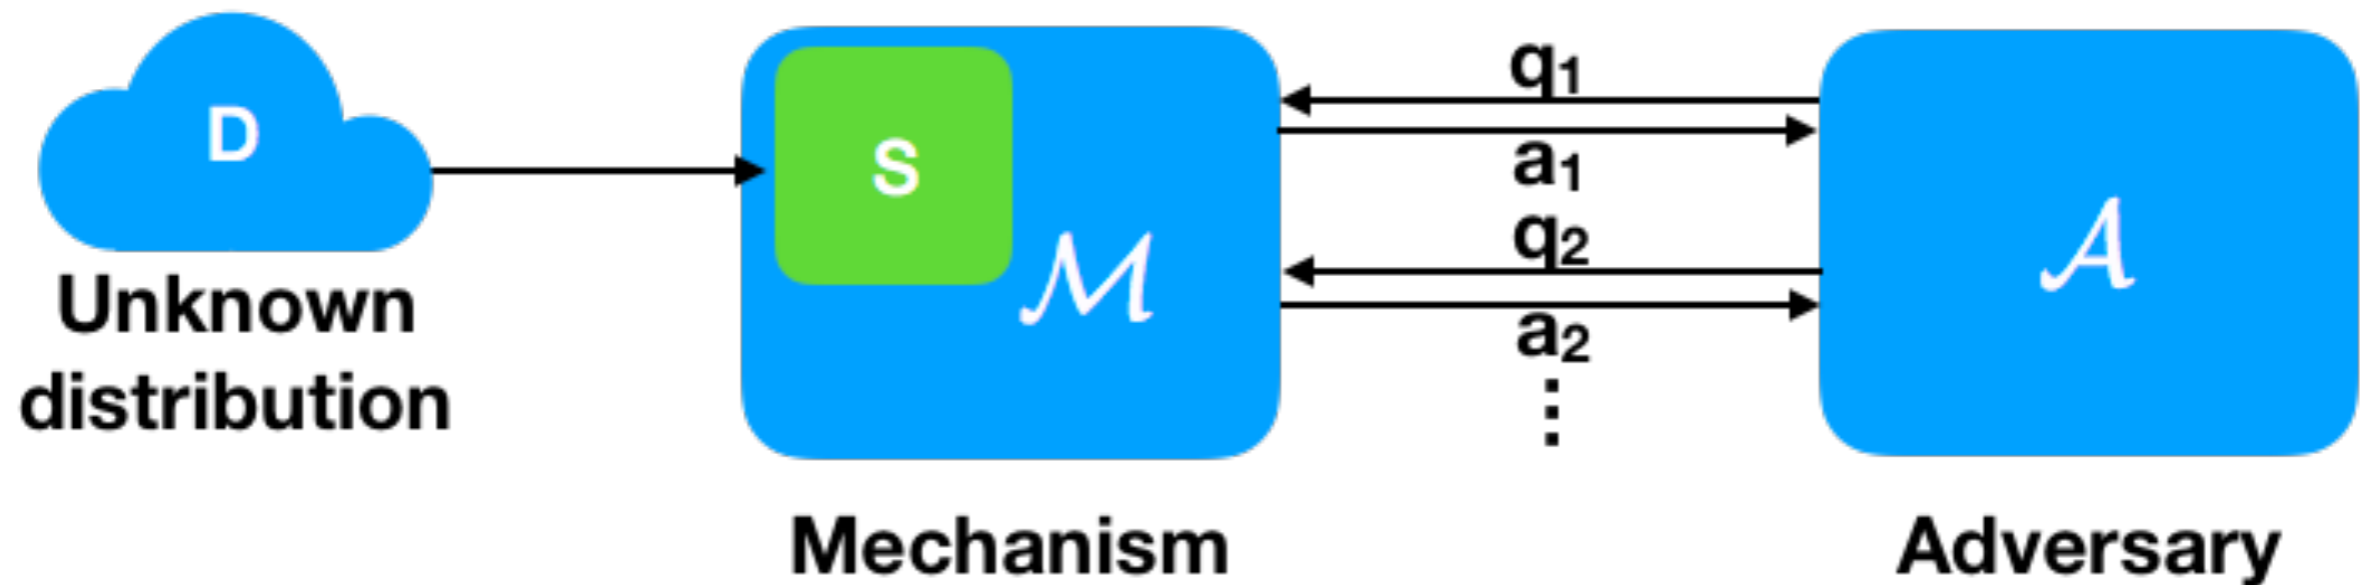 D
Unknown
distribution
S
ℳ
Mechanism
q₁
a₁
q₂
a₂
⋮
𝒜
Adversary